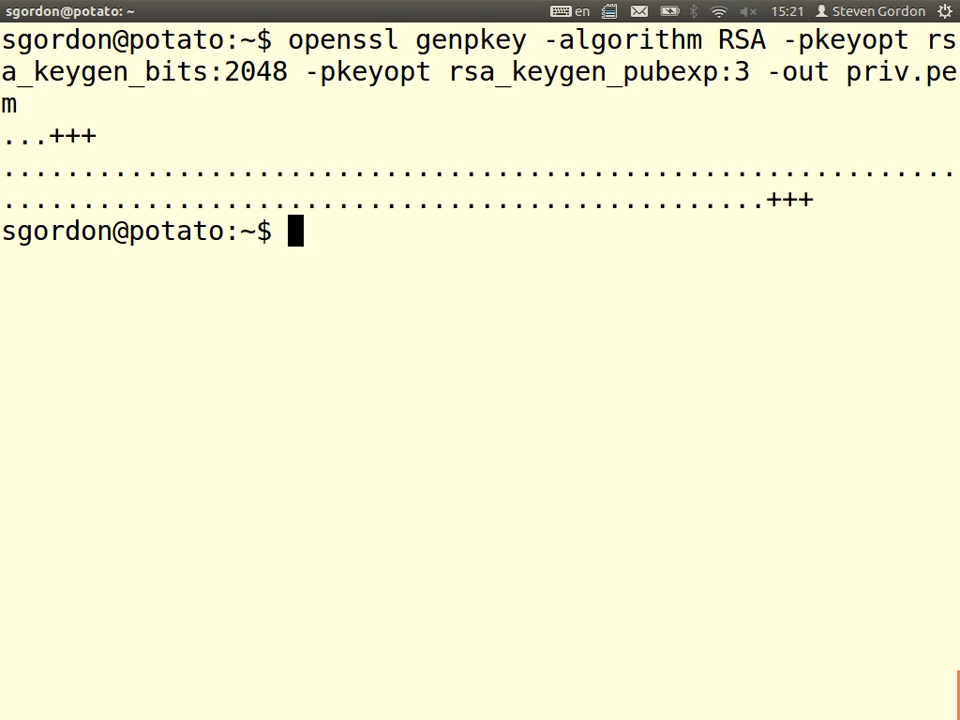 sgordon@potato: ~ en 15:21 Steven Gordon
sgordon@potato:~$ openssl genpkey -algorithm RSA -pkeyopt rs
a_keygen_bits:2048 -pkeyopt rsa_keygen_pubexp:3 -out priv.pe
m
...+++
............................................................
................................................+++
sgordon@potato:~$